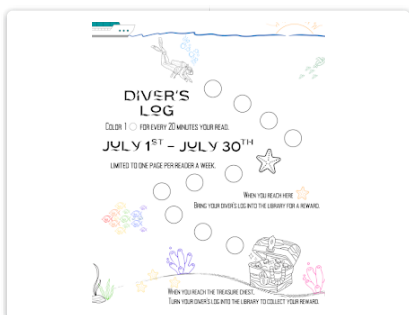 DIVER'S
LOG
COLOR 1 FOR EVERY 20 MINUTES YOUR READ.
JULY 1ST - JULY 30TH
LIMITED TO ONE PAGE PER READER A WEEK.
WHEN YOU REACH HERE
BRING YOUR DIVER'S LOG INTO THE LIBRARY FOR A REWARD.
WHEN YOU REACH THE TREASURE CHEST,
TURN YOUR DIVER'S LOG INTO THE LIBRARY TO COLLECT YOUR REWARD.